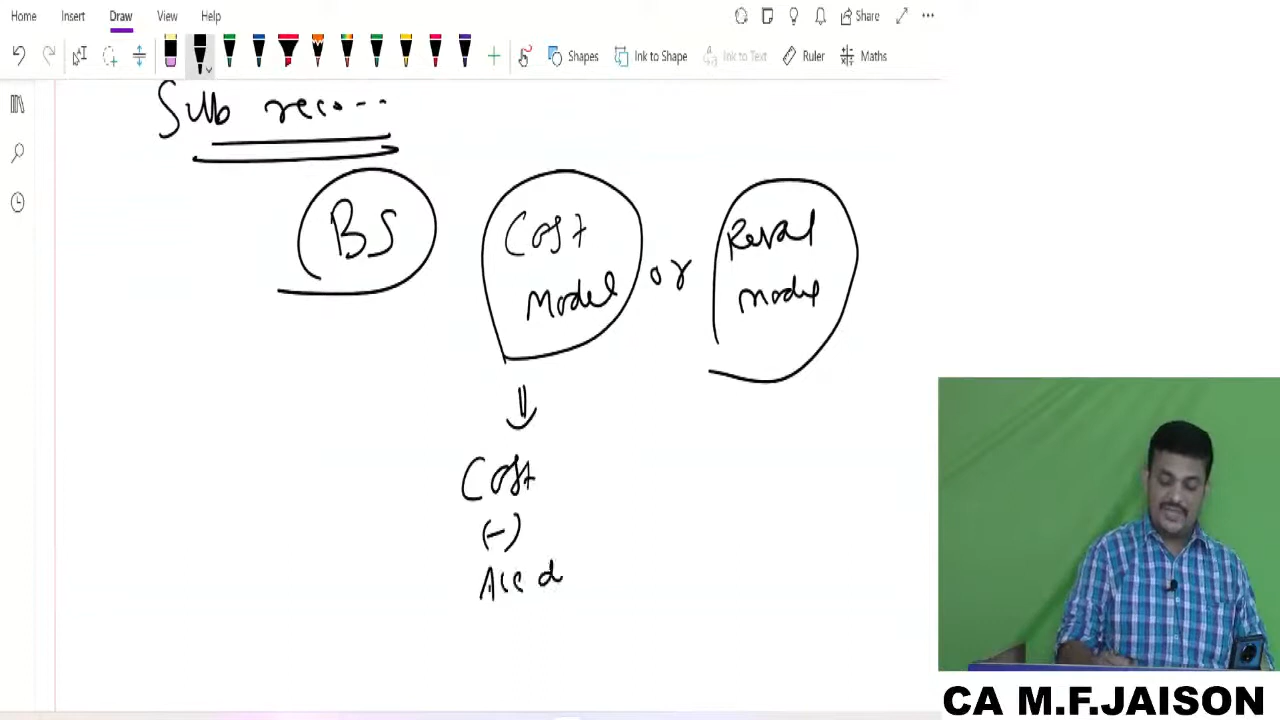 Home Insert Draw View Help Share
Shapes Ink to Shape Ink to Text Ruler Maths
Sub reco...
BS Cost Model or Reval model
Cost
(-)
Acc d
CA M.F.JAISON